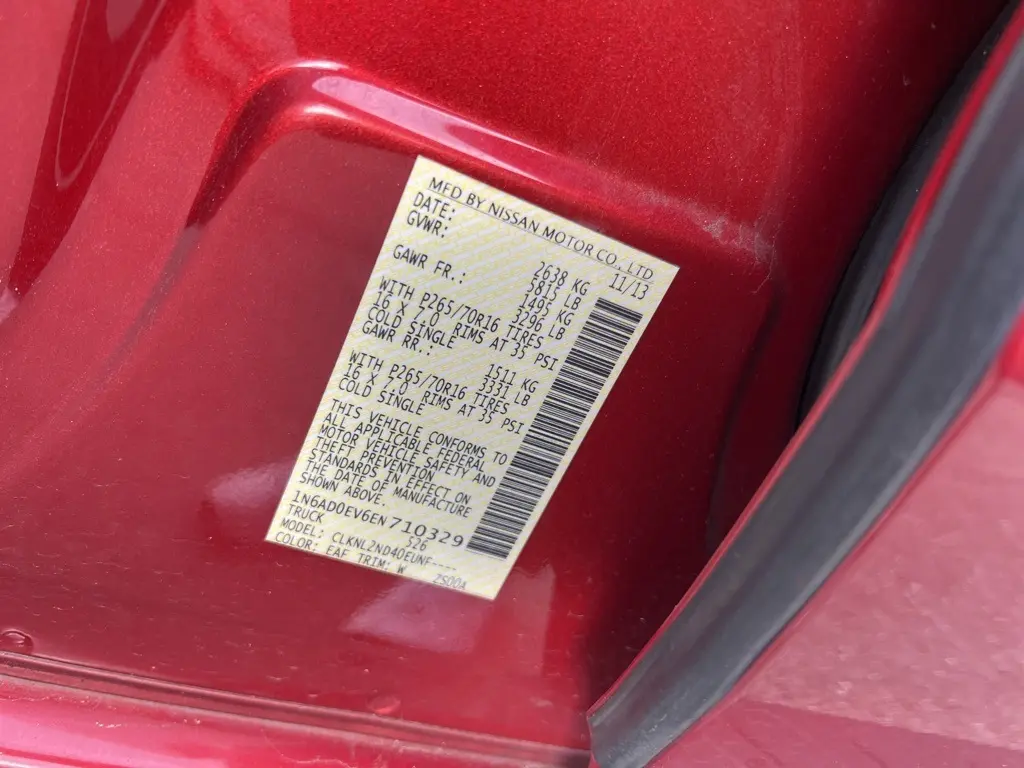 MFD BY NISSAN MOTOR CO., LTD.
DATE: 11/13
GVWR: 2638 KG
5815 LB
GAWR FR.: 1495 KG
3296 LB
WITH P265/70R16 TIRES
16 X 7.0 RIMS AT 35 PSI
COLD SINGLE
GAWR RR.: 1511 KG
3331 LB
WITH P265/70R16 TIRES
16 X 7.0 RIMS AT 35 PSI
COLD SINGLE
THIS VEHICLE CONFORMS TO
ALL APPLICABLE FEDERAL
MOTOR VEHICLE SAFETY AND
THEFT PREVENTION
STANDARDS IN EFFECT ON
THE DATE OF MANUFACTURE
SHOWN ABOVE.
1N6AD0EV6EN710329
TRUCK 526
MODEL: CLKNL2ND4DEUNF----
COLOR: EAF TRIM: W ZS00A